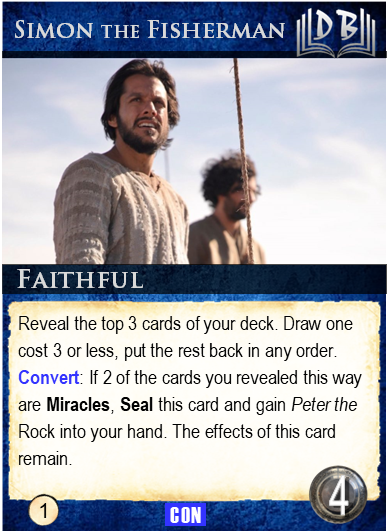 SIMON THE FISHERMAN
DB
FAITHFUL
Reveal the top 3 cards of your deck. Draw one
cost 3 or less, put the rest back in any order.
Convert: If 2 of the cards you revealed this way
are Miracles, Seal this card and gain Peter the
Rock into your hand. The effects of this card
remain.
1
CON
4